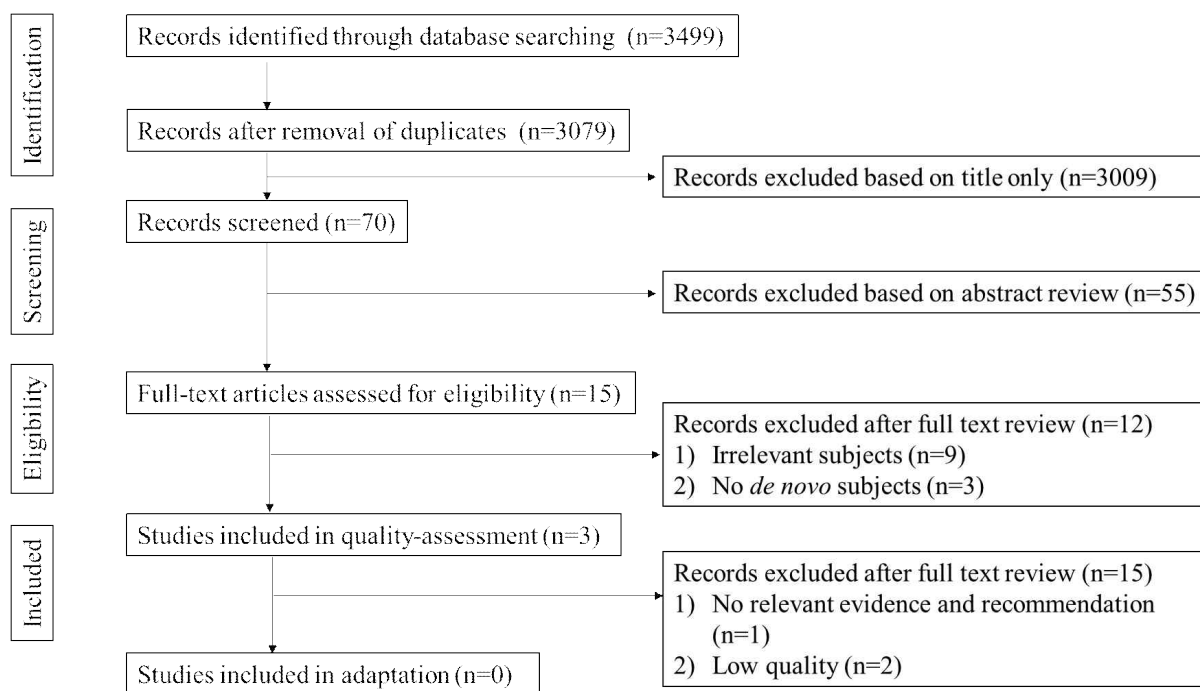 Identification
Records identified through database searching (n=3499)
Records after removal of duplicates (n=3079)
Records excluded based on title only (n=3009)
Screening
Records screened (n=70)
Records excluded based on abstract review (n=55)
Eligibility
Full-text articles assessed for eligibility (n=15)
Records excluded after full text review (n=12)
1) Irrelevant subjects (n=9)
2) No de novo subjects (n=3)
Included
Studies included in quality-assessment (n=3)
Records excluded after full text review (n=15)
1) No relevant evidence and recommendation
(n=1)
2) Low quality (n=2)
Studies included in adaptation (n=0)